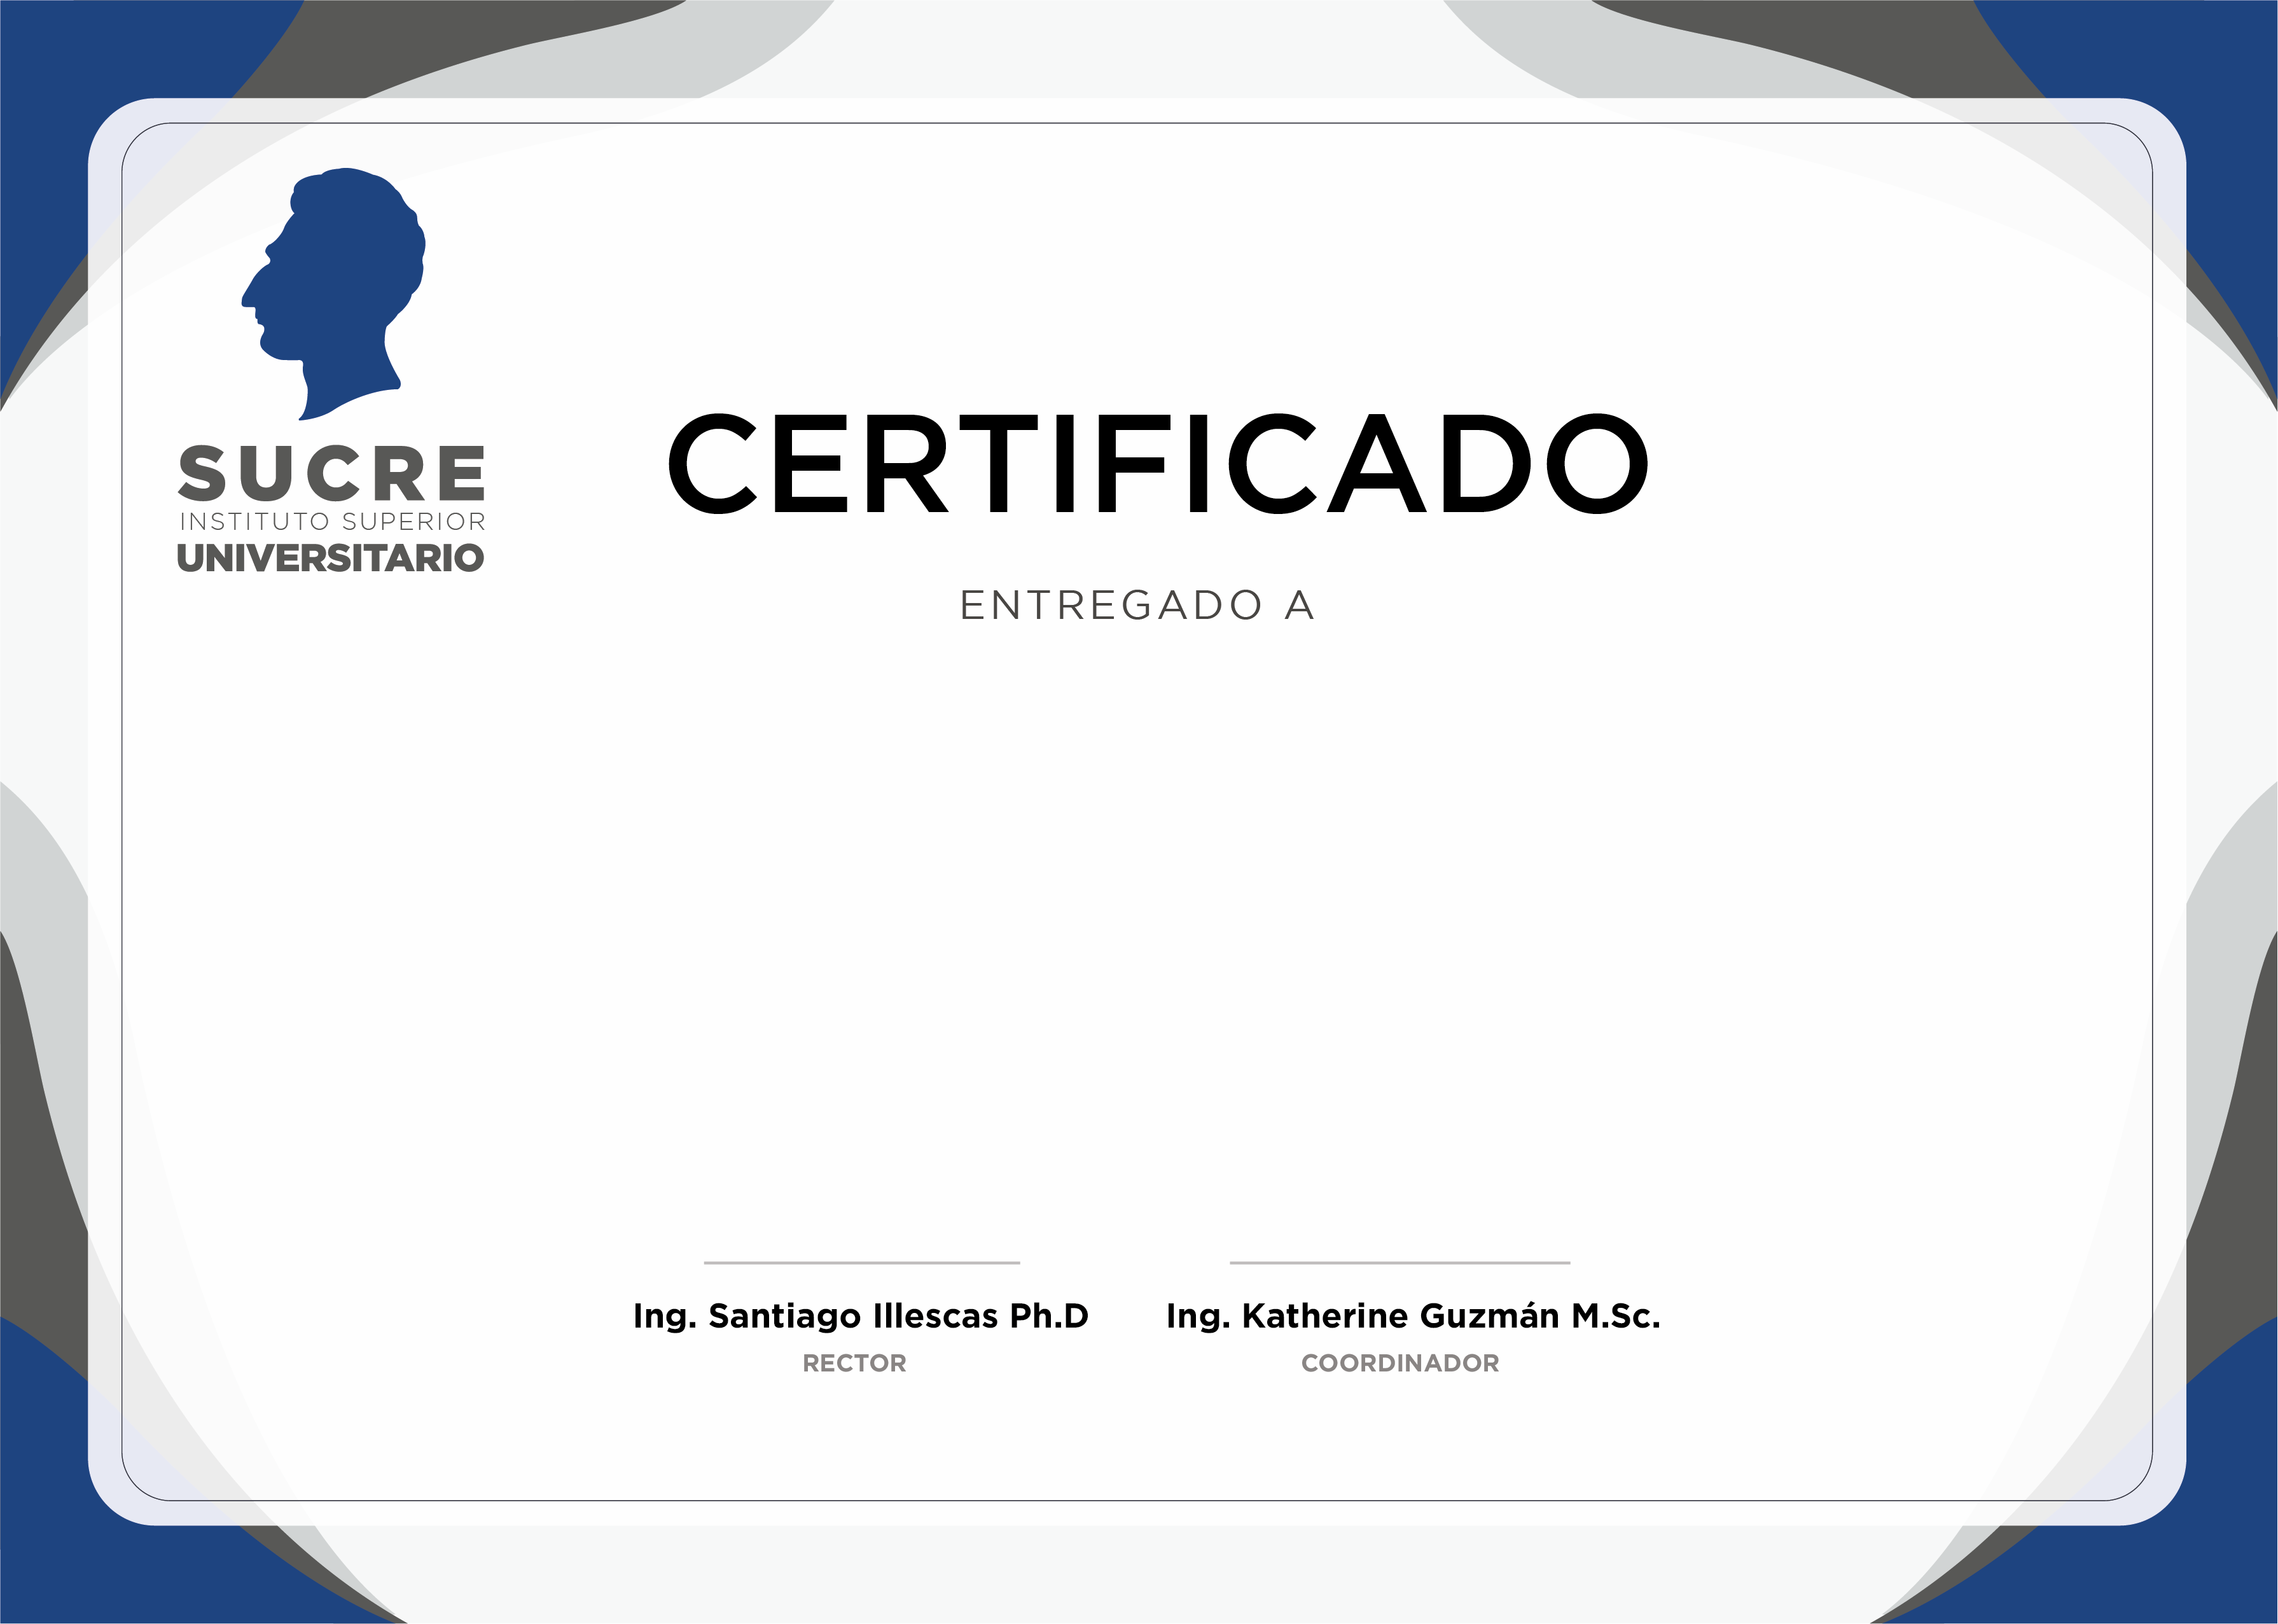 SUCRE
INSTITUTO SUPERIOR
UNIVERSITARIO
CERTIFICADO
ENTREGADO A
Ing. Santiago Illescas Ph.D
RECTOR
Ing. Katherine Guzmán M.Sc.
COORDINADOR